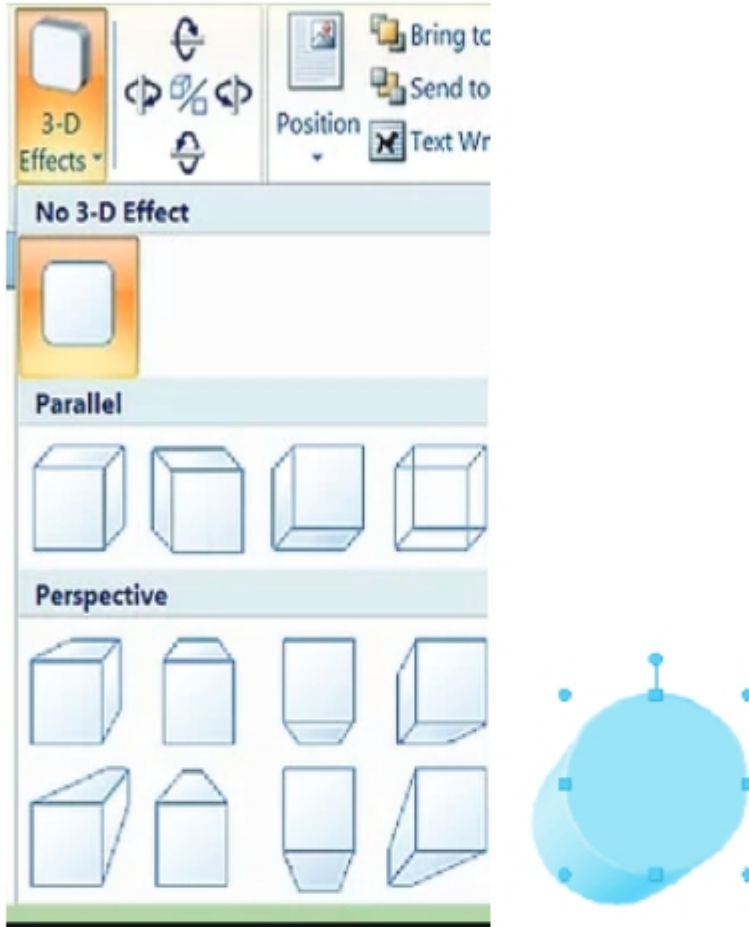 3-D
Effects
Position
Bring to
Send to
Text Wr
No 3-D Effect
Parallel
Perspective